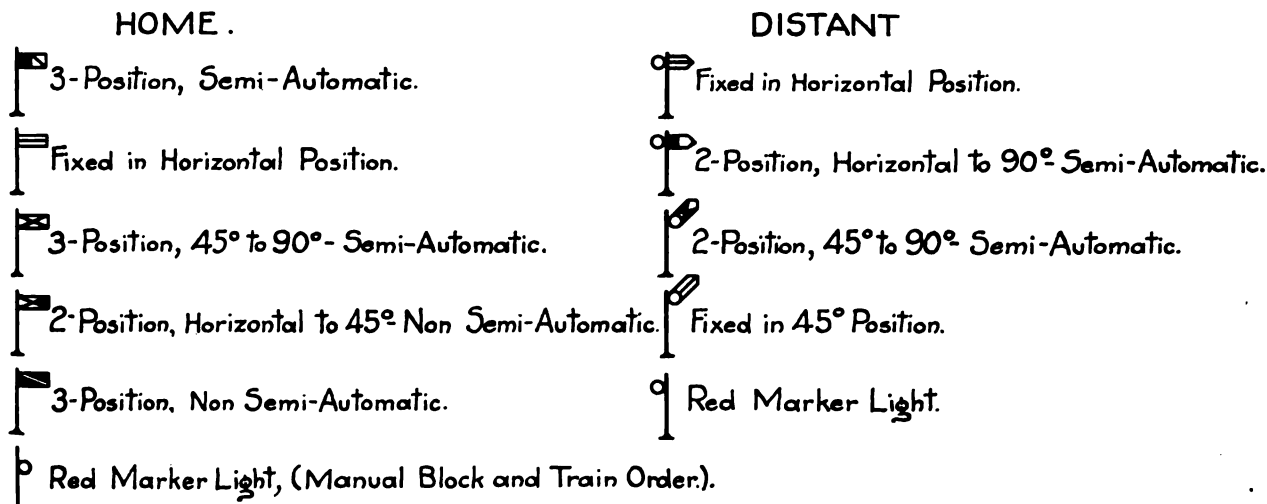 HOME.
3-Position, Semi-Automatic.
Fixed in Horizontal Position.
3-Position, 45° to 90°- Semi-Automatic.
2-Position, Horizontal to 45° Non Semi-Automatic.
3-Position, Non Semi-Automatic.
Red Marker Light, (Manual Block and Train Order.).
DISTANT
Fixed in Horizontal Position.
2-Position, Horizontal to 90°- Semi-Automatic.
2-Position, 45° to 90°- Semi-Automatic.
Fixed in 45° Position.
Red Marker Light.